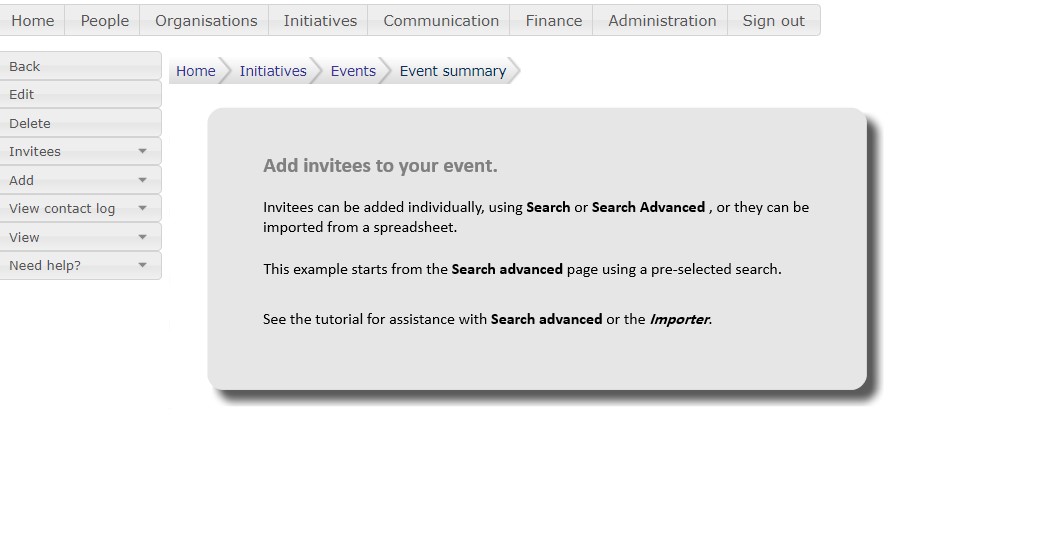 Home People Organisations Initiatives Communication Finance Administration Sign out
Back
Edit
Delete
Invitees
Add
View contact log
View
Need help?
Home Initiatives Events Event summary
Add invitees to your event.
Invitees can be added individually, using Search or Search Advanced , or they can be
imported from a spreadsheet.
This example starts from the Search advanced page using a pre-selected search.
See the tutorial for assistance with Search advanced or the Importer.